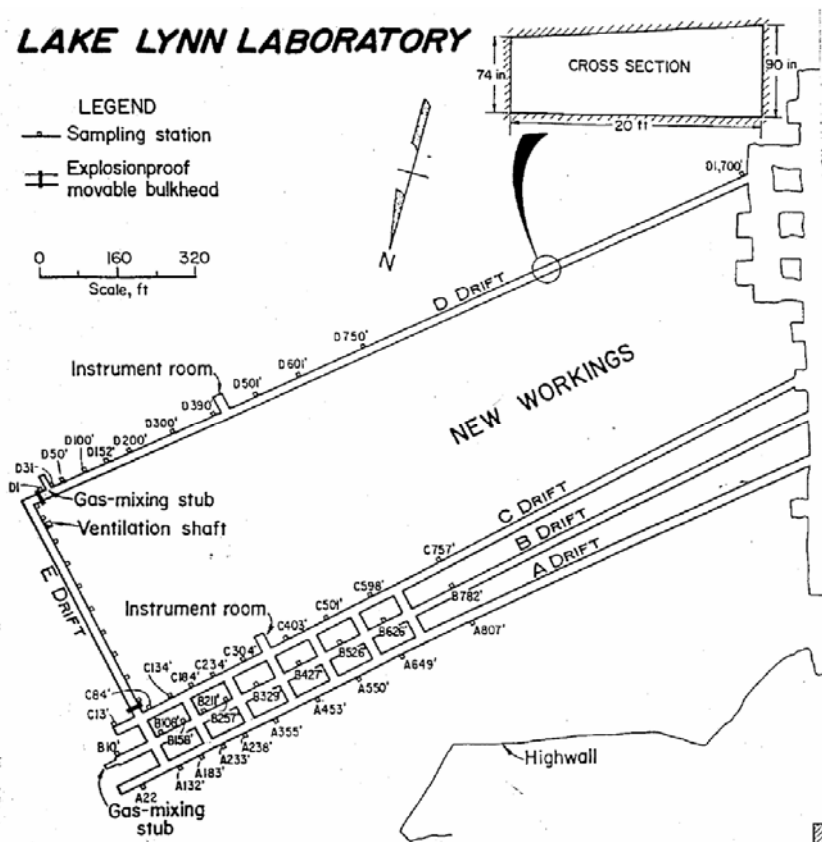 LAKE LYNN LABORATORY
CROSS SECTION
74 in
90 in
20 ft
LEGEND
Sampling station
Explosionproof
movable bulkhead
0 160 320
Scale, ft
N
D1,700'
D DRIFT
D750'
D601'
D501'
Instrument room
D390'
D300'
D200'
D152'
D100'
D50'
D31
D1
Gas-mixing stub
Ventilation shaft
E DRIFT
NEW WORKINGS
C DRIFT
B DRIFT
A DRIFT
C757'
C598'
C501'
C403'
Instrument room
C304'
C234'
C184'
C134'
C84'
C13'
B782'
B626'
B526'
B427'
B329'
B257'
B211'
B158'
B108'
B10'
A807'
A649'
A550'
A453'
A355'
A238'
A233'
A183'
A132'
A22
Gas-mixing
stub
Highwall